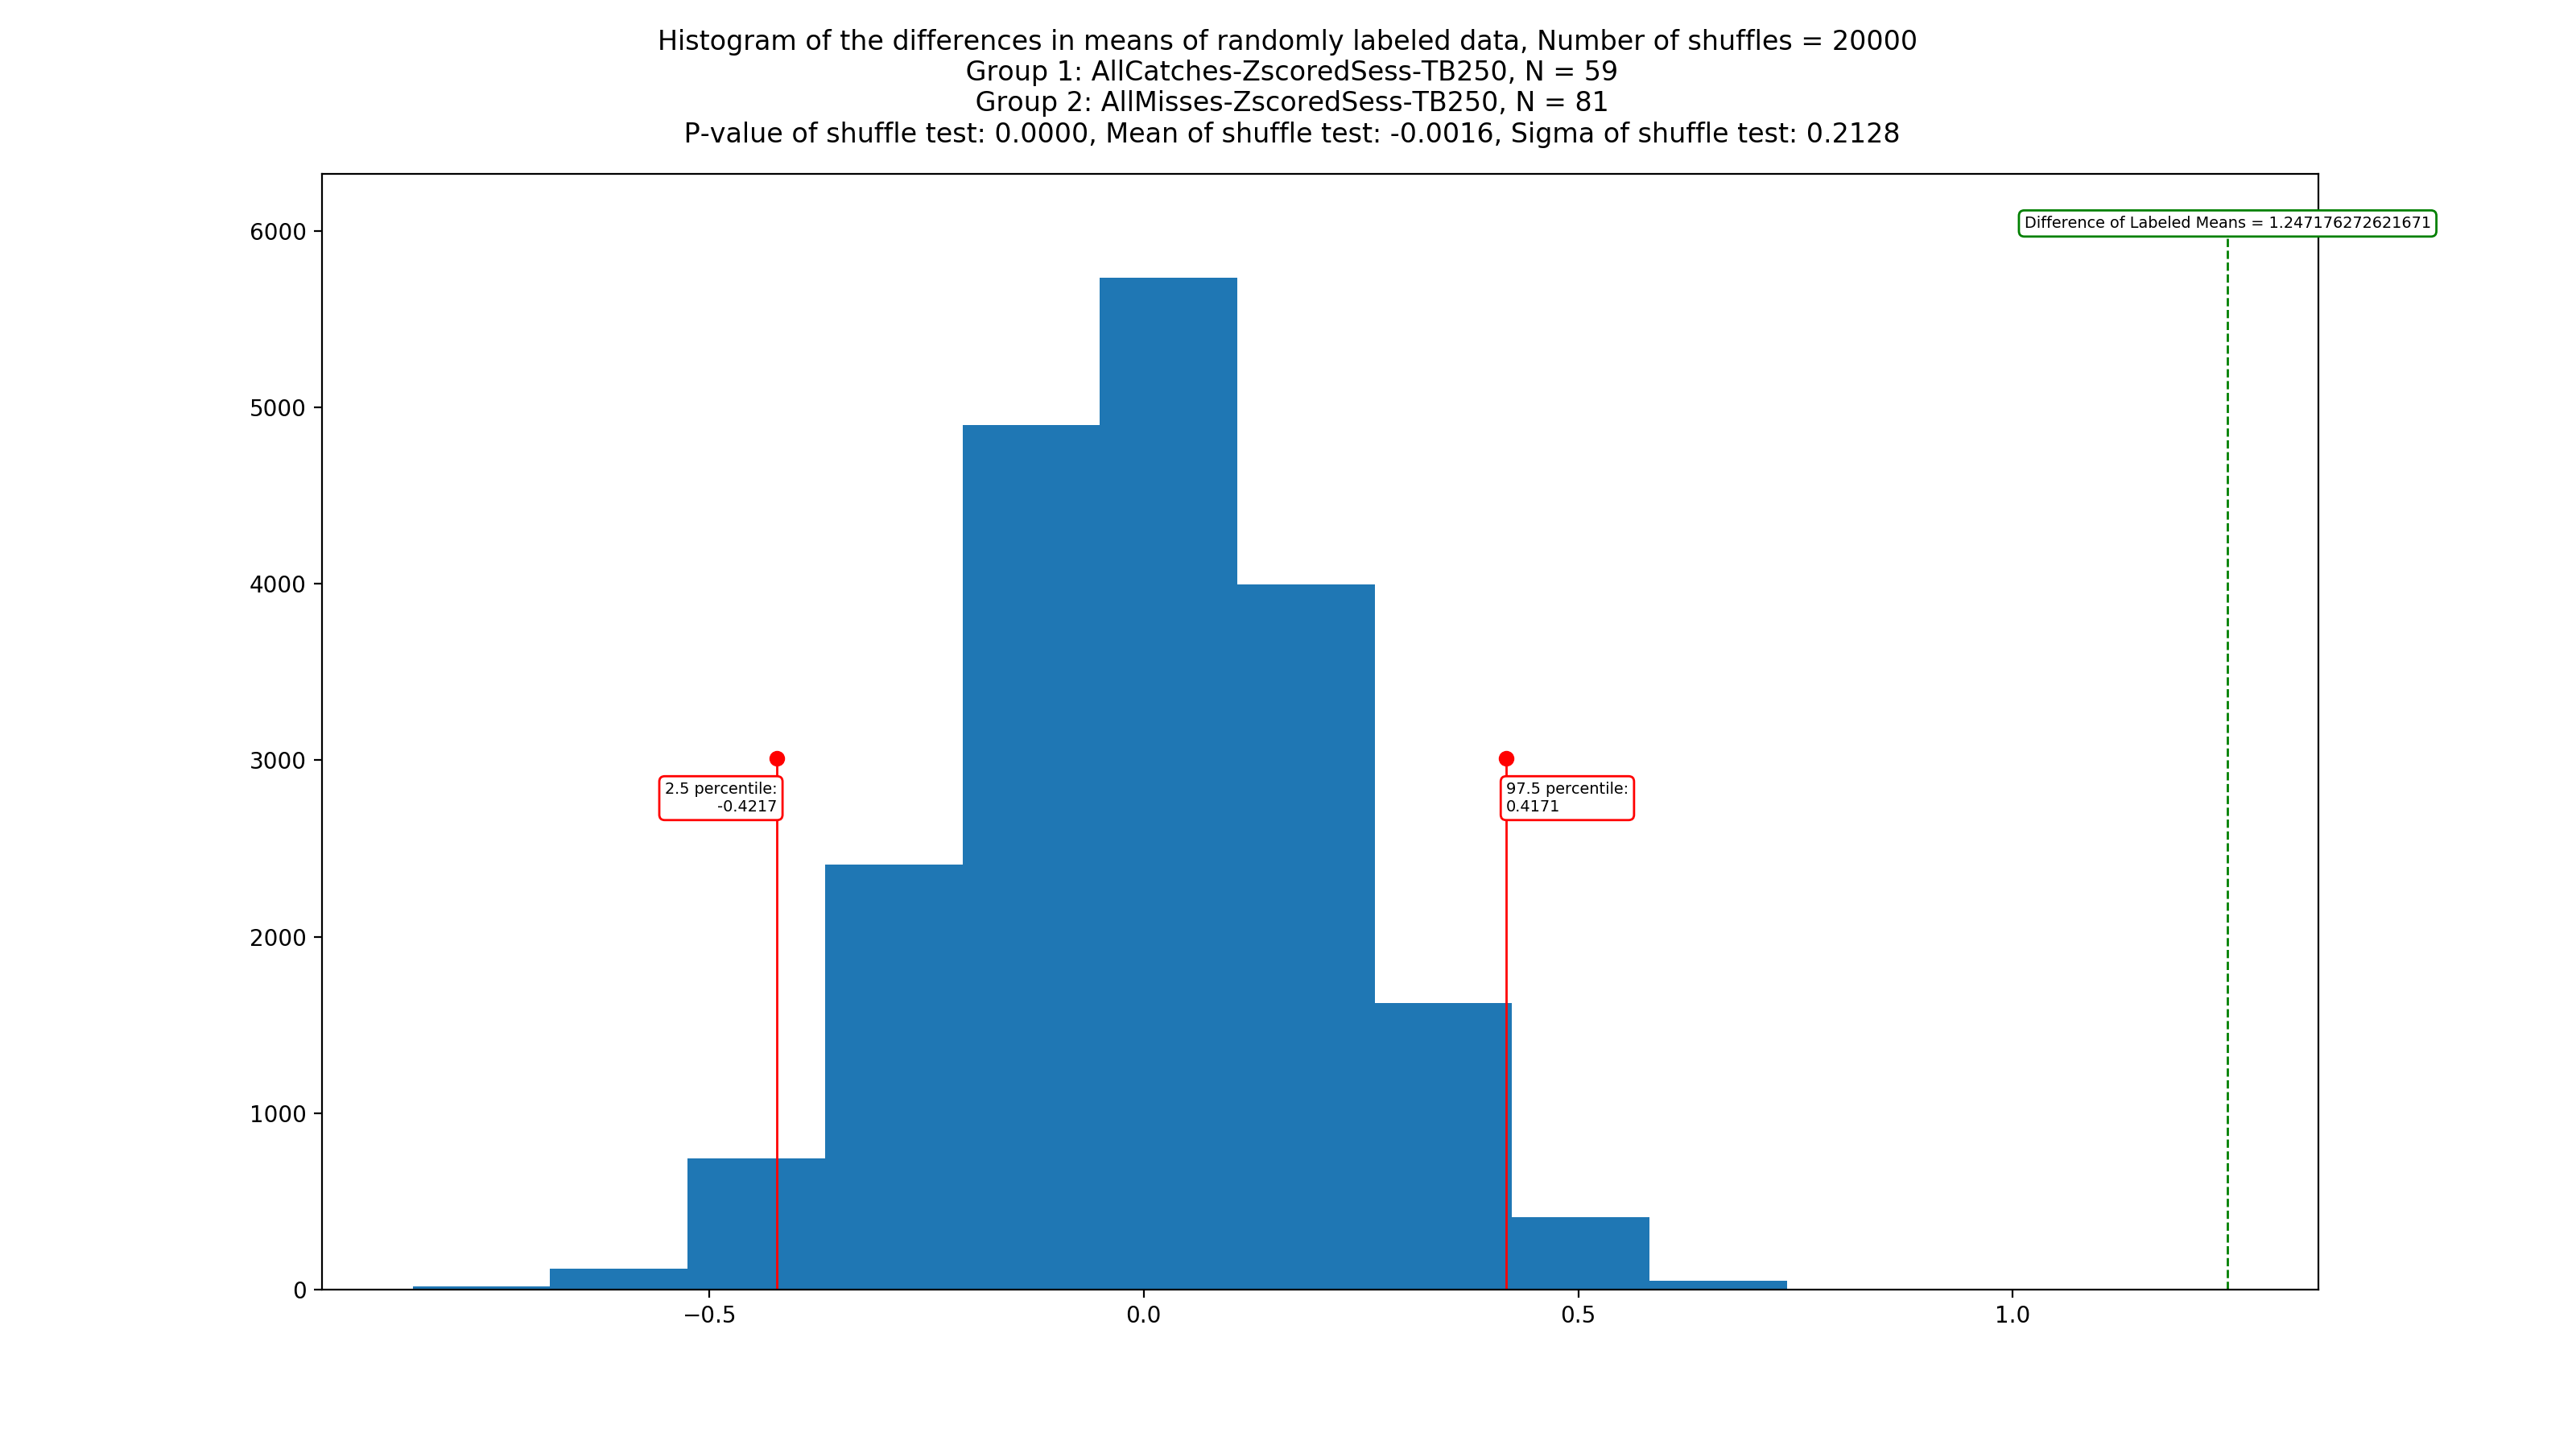 Histogram of the differences in means of randomly labeled data, Number of shuffles = 20000
Group 1: AllCatches-ZscoredSess-TB250, N = 59
Group 2: AllMisses-ZscoredSess-TB250, N = 81
P-value of shuffle test: 0.0000, Mean of shuffle test: -0.0016, Sigma of shuffle test: 0.2128
Difference of Labeled Means = 1.247176272621671
6000
5000
4000
3000
2.5 percentile:
-0.4217
97.5 percentile:
0.4171
2000
1000
0
−0.5
0.0
0.5
1.0